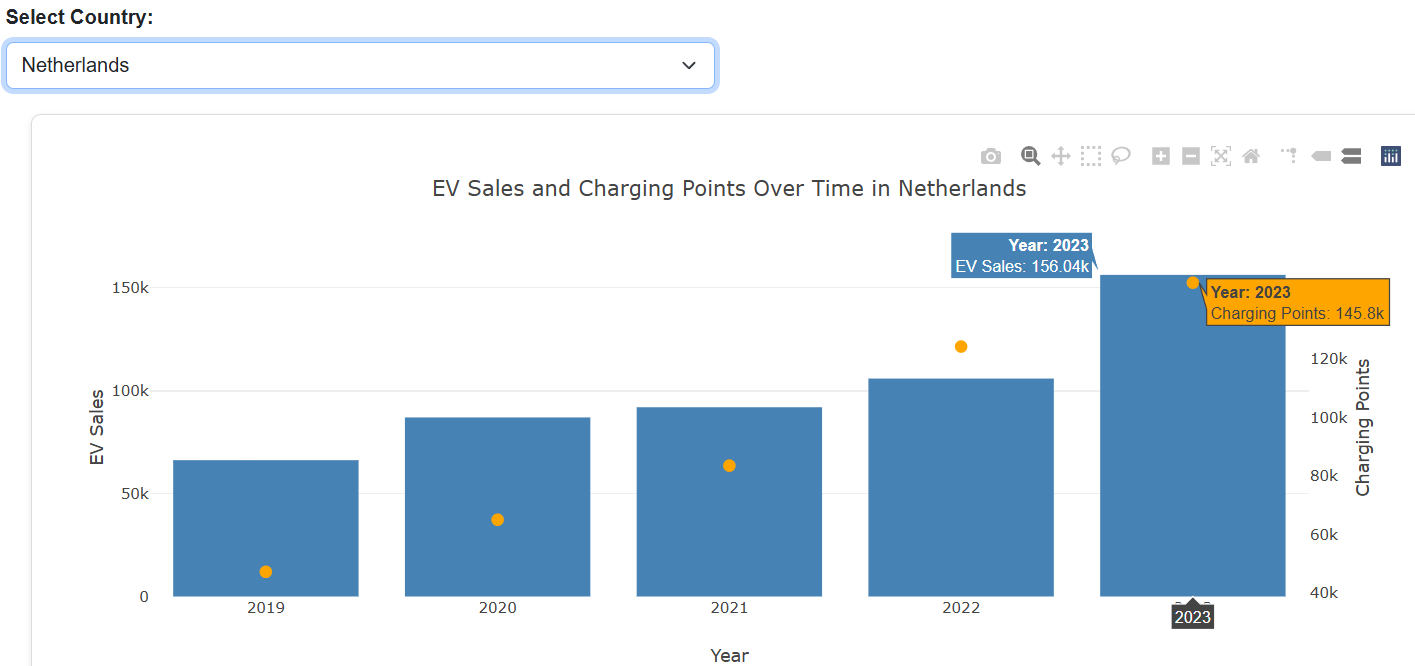 Select Country:
Netherlands
EV Sales and Charging Points Over Time in Netherlands
Year: 2023
EV Sales: 156.04k
Year: 2023
Charging Points: 145.8k
150k
100k
50k
0
EV Sales
120k
100k
80k
60k
40k
Charging Points
2019
2020
2021
2022
2023
Year